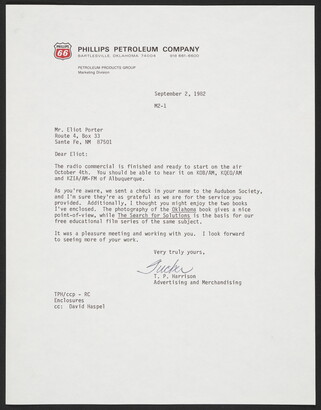 PHILLIPS
66
PHILLIPS PETROLEUM COMPANY
BARTLESVILLE, OKLAHOMA 74004 918 661-6600
PETROLEUM PRODUCTS GROUP
Marketing Division
September 2, 1982
M2-1
Mr. Eliot Porter
Route 4, Box 33
Santa Fe, NM 87501
Dear Eliot:
The radio commercial is finished and ready to start on the air
October 4th. You should be able to hear it on KOB/AM, KQEO/AM
and KZIA/AM-FM of Albuquerque.
As you're aware, we sent a check in your name to the Audubon Society,
and I'm sure they're as grateful as we are for the service you
provided. Additionally, I thought you might enjoy the two books
I've enclosed. The photography of the Oklahoma book gives a nice
point-of-view, while The Search for Solutions is the basis for our
free educational film series of the same subject.
It was a pleasure meeting and working with you. I look forward
to seeing more of your work.
Very truly yours,
Tucker
T. P. Harrison
Advertising and Merchandising
TPH/ccp - RC
Enclosures
cc: David Haspel